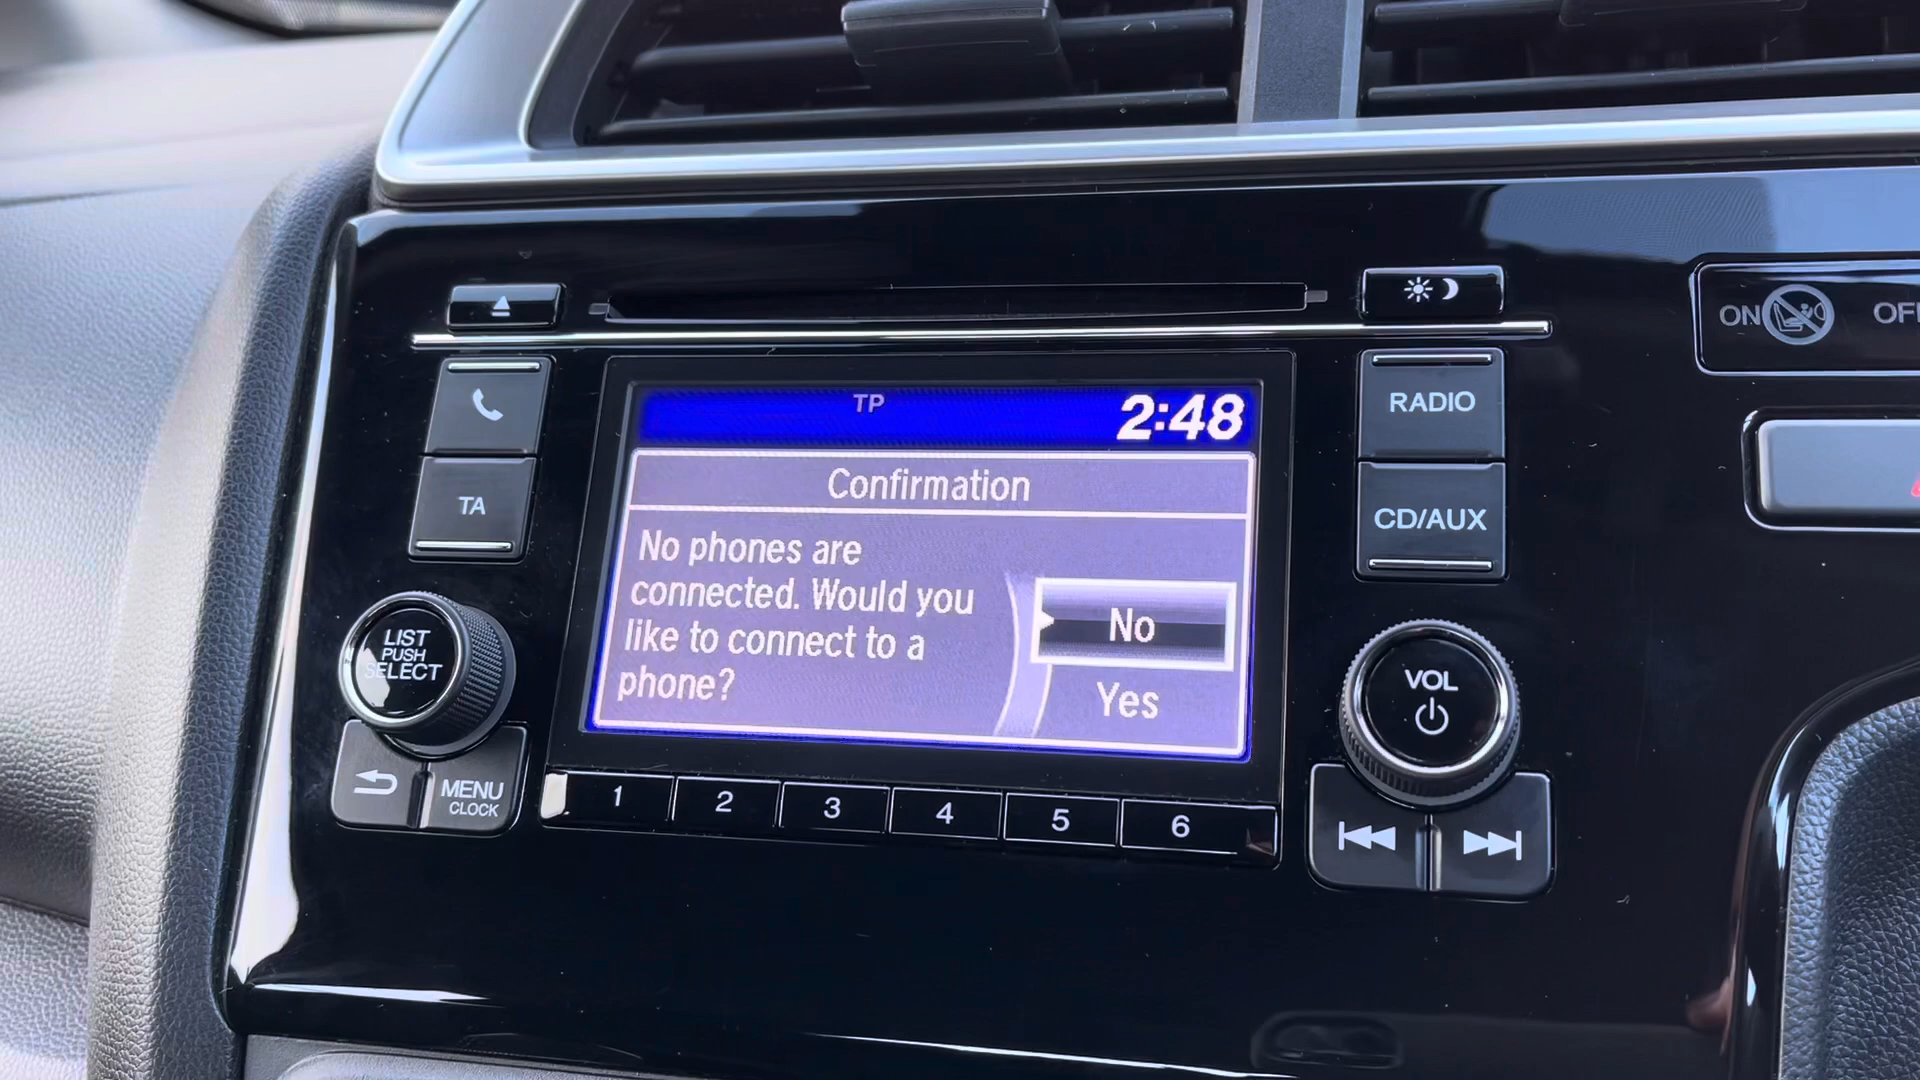 ON
TP
2:48
RADIO
TA
CD/AUX
Confirmation
No phones are
connected. Would you
like to connect to a
phone?
No
Yes
LIST
PUSH
SELECT
VOL
MENU
CLOCK
1
2
3
4
5
6